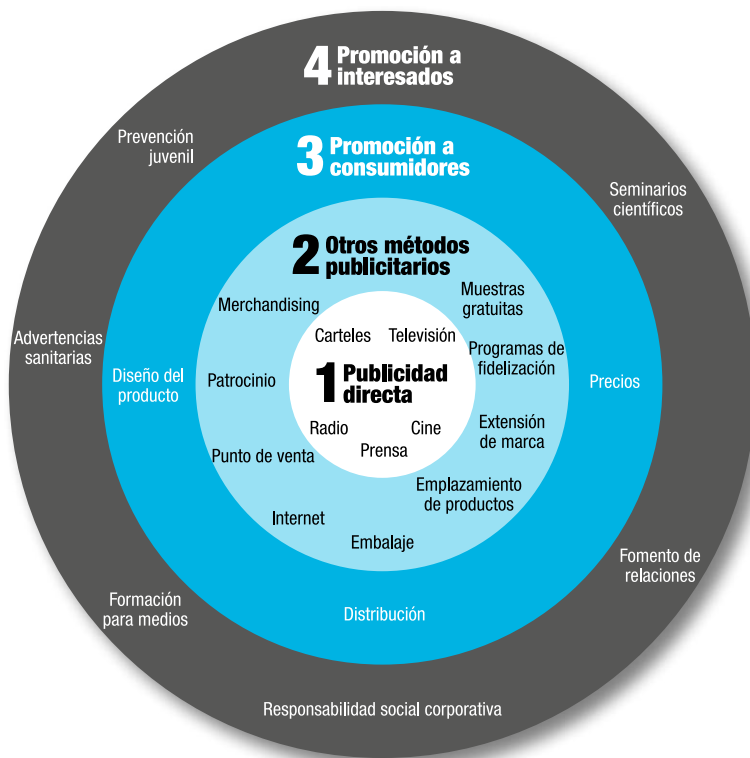 4 Promoción a
interesados
Prevención
juvenil
Seminarios
científicos
Advertencias
sanitarias
Fomento de
relaciones
Formación
para medios
Responsabilidad social corporativa
3 Promoción a
consumidores
Diseño del
producto
Precios
Distribución
2 Otros métodos
publicitarios
Merchandising
Muestras
gratuitas
Patrocinio
Programas de
fidelización
Punto de venta
Extensión
de marca
Internet
Emplazamiento
de productos
Embalaje
1 Publicidad
directa
Carteles
Televisión
Radio
Cine
Prensa